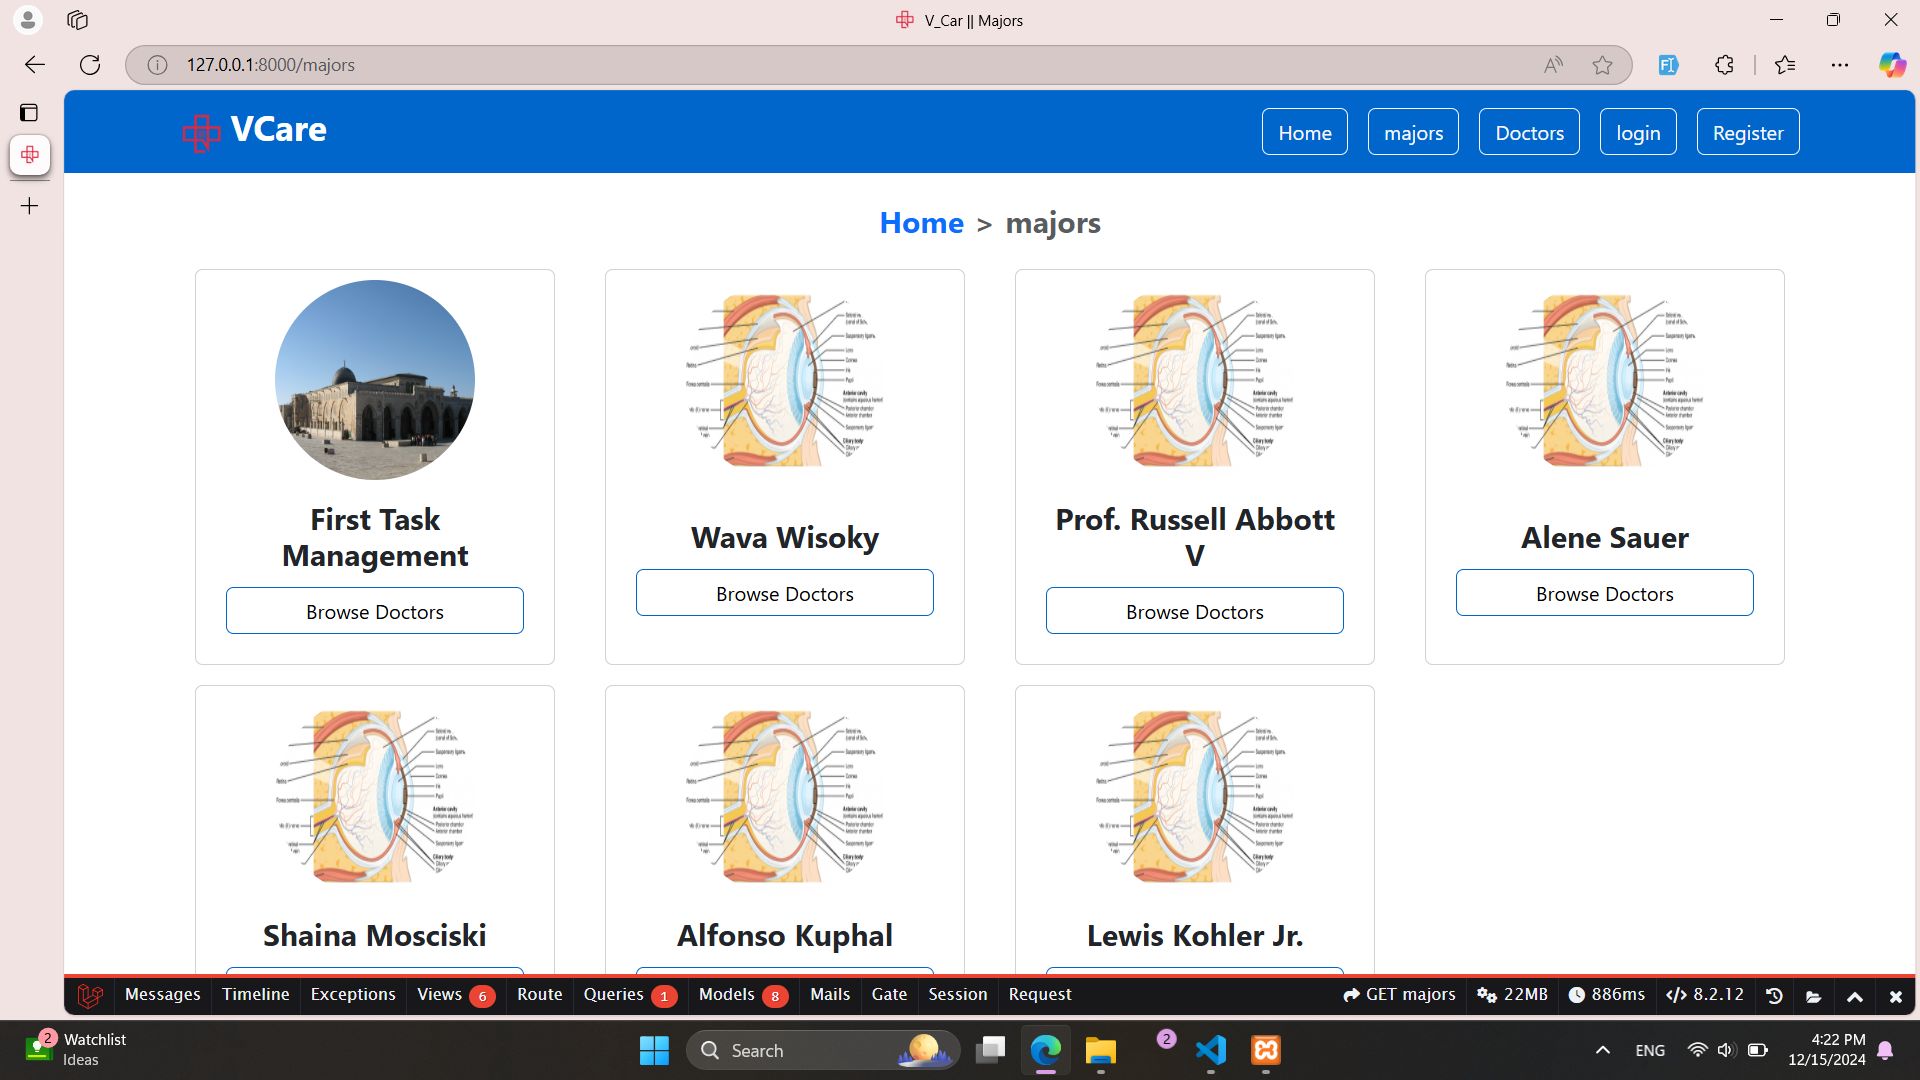 V_Car || Majors
127.0.0.1:8000/majors
VCare
Home
majors
Doctors
login
Register
Home > majors
First Task
Management
Browse Doctors
Wava Wisoky
Browse Doctors
Prof. Russell Abbott
V
Browse Doctors
Alene Sauer
Browse Doctors
Shaina Mosciski
Alfonso Kuphal
Lewis Kohler Jr.
Messages
Timeline
Exceptions
Views 6
Route
Queries 1
Models 8
Mails
Gate
Session
Request
GET majors
22MB
886ms
8.2.12
2
Watchlist
Ideas
Search
2
ENG
4:22 PM
12/15/2024